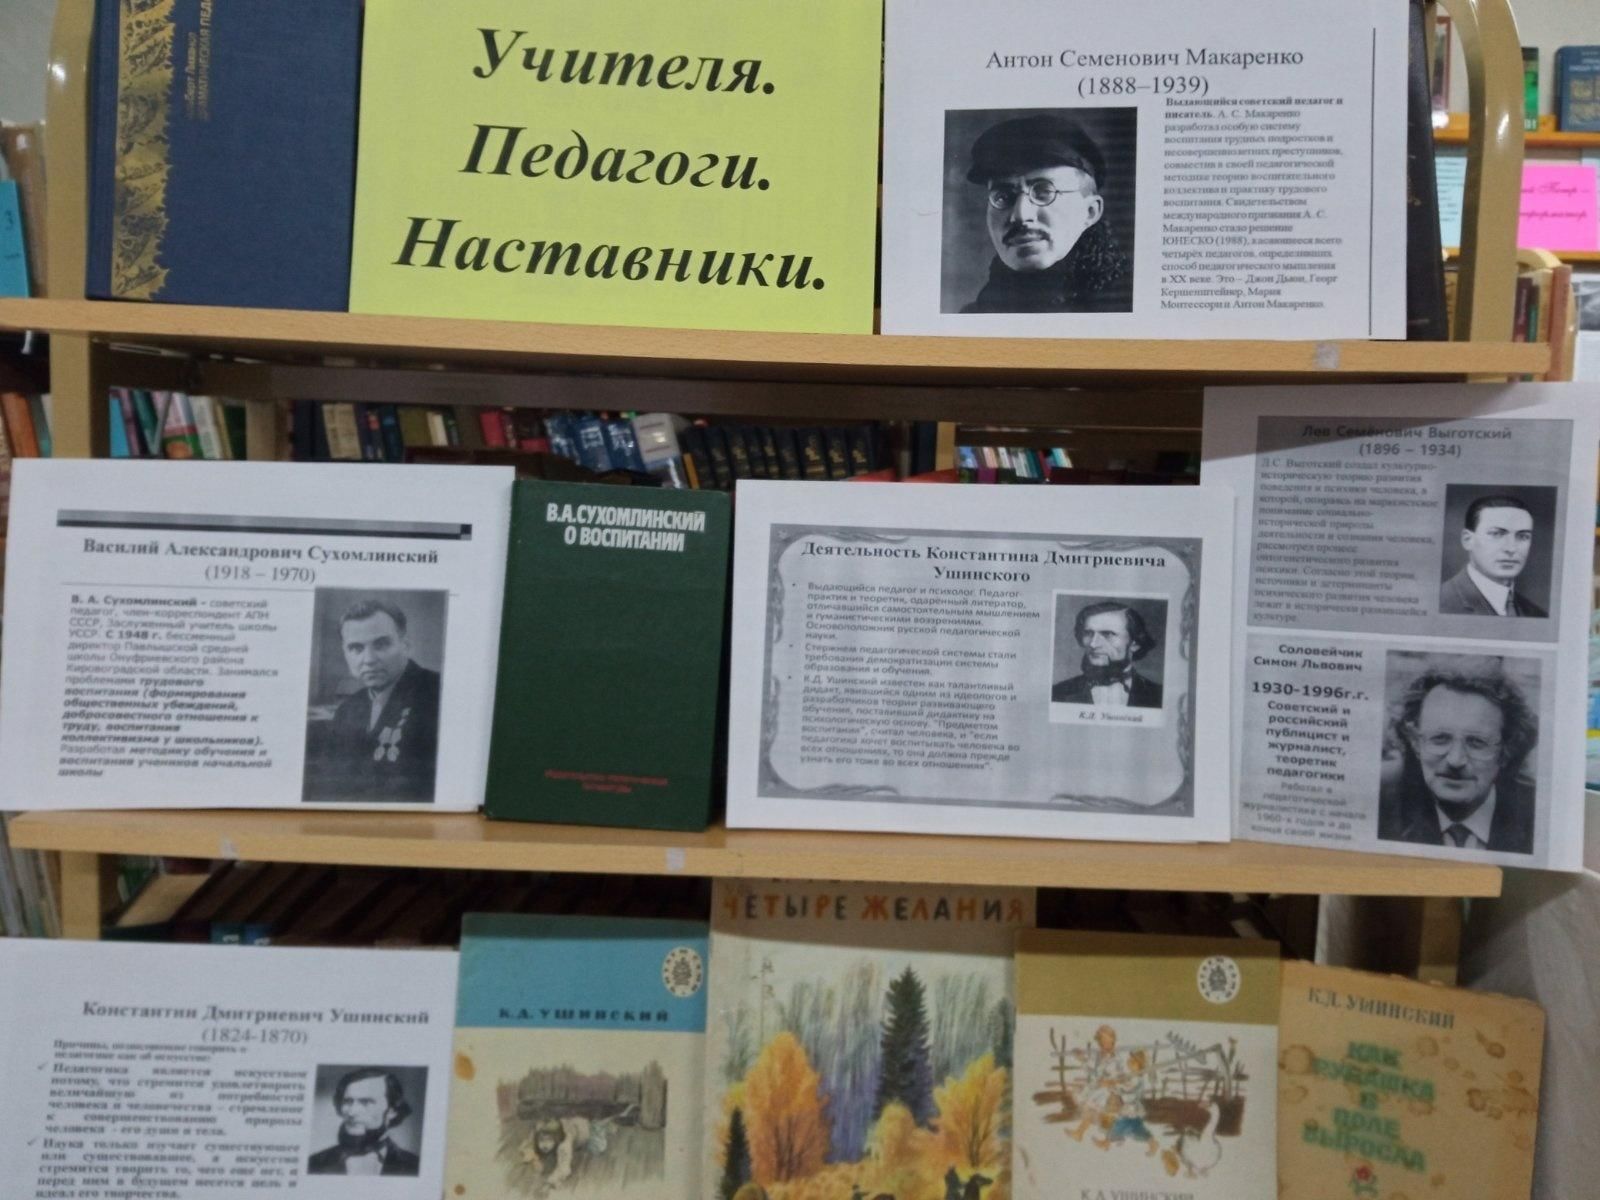 Учителя.
Педагоги.
Наставники.
Антон Семенович Макаренко
(1888–1939)
Выдающийся советский педагог и
писатель. А. С. Макаренко
разработал особую систему
воспитания трудных подростков и
несовершеннолетних преступников,
совместив в своей педагогической
методике теорию воспитательного
коллектива и практику трудового
воспитания. Свидетельством
международного признания А. С.
Макаренко стало решение
ЮНЕСКО (1988), касающееся всего
четырёх педагогов, определивших
способ педагогического мышления
в XX веке. Это – Джон Дьюи, Георг
Кершенштейнер, Мария
Монтессори и Антон Макаренко.
Василий Александрович Сухомлинский
(1918 – 1970)
В. А. Сухомлинский - советский
педагог, член-корреспондент АПН
СССР, Заслуженный учитель школы
УССР. С 1948 г. бессменный
директор Павлышской средней
школы Онуфриевского района
Кировоградской области. Занимался
проблемами трудового
воспитания (формирования
общественных убеждений,
добросовестного отношения к
труду, воспитания
коллективизма у школьников).
Разработал методику обучения и
воспитания учеников начальной
школы
В.А.СУХОМЛИНСКИЙ
О ВОСПИТАНИИ
Издательство политической
литературы
Деятельность Константина Дмитриевича
Ушинского
• Выдающийся педагог и психолог. Педагог-
практик и теоретик, одарённый литератор,
отличавшийся самостоятельным мышлением
и гуманистическими воззрениями.
Основоположник русской педагогической
науки.
• Стержнем педагогической системы стали
требования демократизации системы
образования и обучения.
• К.Д. Ушинский известен как талантливый
дидакт, явившийся одним из идеологов и
разработчиков теории развивающего
обучения, поставивший дидактику на
психологическую основу. "Предметом
воспитания", считал человека, и "если
педагогика хочет воспитывать человека во
всех отношениях, то она должна прежде
узнать его тоже во всех отношениях".
К.Д. Ушинский
Лев Семёнович Выготский
(1896 – 1934)
Л.С. Выготский создал культурно-
историческую теорию развития
поведения и психики человека, в
которой, опираясь на марксистское
понимание социально-
исторической природы
деятельности и сознания человека,
рассмотрел процесс
онтогенетического развития
психики. Согласно этой теории,
источники и детерминанты
психического развития человека
лежат в исторически развившейся
культуре.
Соловейчик
Симон Львович
1930-1996г.г.
Советский и
российский
публицист и
журналист,
теоретик
педагогики
Работал в
педагогической
журналистике с начала
1960-х годов и до
конца своей жизни.
Константин Дмитриевич Ушинский
(1824-1870)
Причины, позволяющие говорить о
педагогике как об искусстве:
✓ Педагогика является искусством
потому, что стремится удовлетворить
величайшую из потребностей
человека и человечества – стремление
к совершенствованию природы
человека - его души и тела.
✓ Наука только изучает существующее
или существовавшее, а искусство
стремится творить то, чего еще нет, а
перед ним в будущем несется цель и
идеал его творчества.
К.Д.УШИНСКИЙ
ЧЕТЫРЕ ЖЕЛАНИЯ
К.Д.УШИНСКИЙ
К.Д. УШИНСКИЙ
КАК
РУБАШКА
В
ПОЛЕ
ВЫРОСЛА